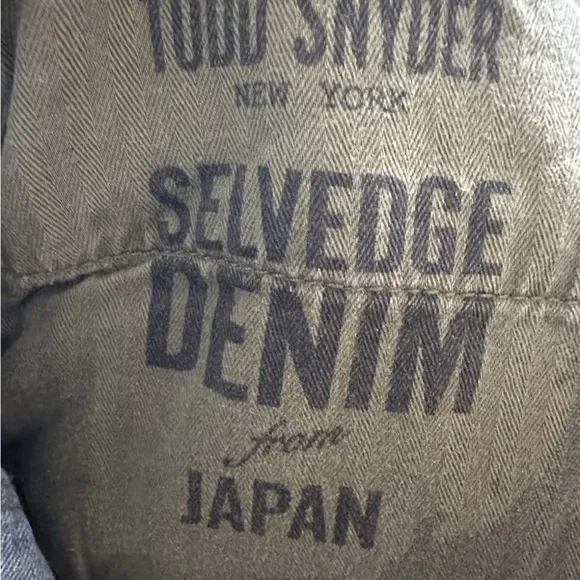 TODD SNYDER
NEW YORK
SELVEDGE
DENIM
from
JAPAN